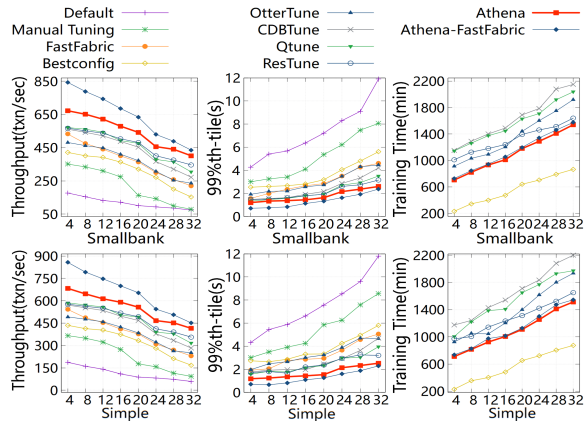 Default
OtterTune
Athena
Manual Tuning
CDBTune
Athena-FastFabric
FastFabric
Qtune
Bestconfig
ResTune
Throughput(txn/sec)
850
650
450
250
50
4 8 12 16 20 24 28 32
Smallbank
99%th-tile(s)
12
10
8
6
4
2
0
4 8 12 16 20 24 28 32
Smallbank
Training Time(min)
2200
1800
1400
1000
600
200
4 8 12 16 20 24 28 32
Smallbank
Throughput(txn/sec)
900
750
600
450
300
150
0
4 8 12 16 20 24 28 32
Simple
99%th-tile(s)
12
10
8
6
4
2
0
4 8 12 16 20 24 28 32
Simple
Training Time(min)
2200
1800
1400
1000
600
200
4 8 12 16 20 24 28 32
Simple